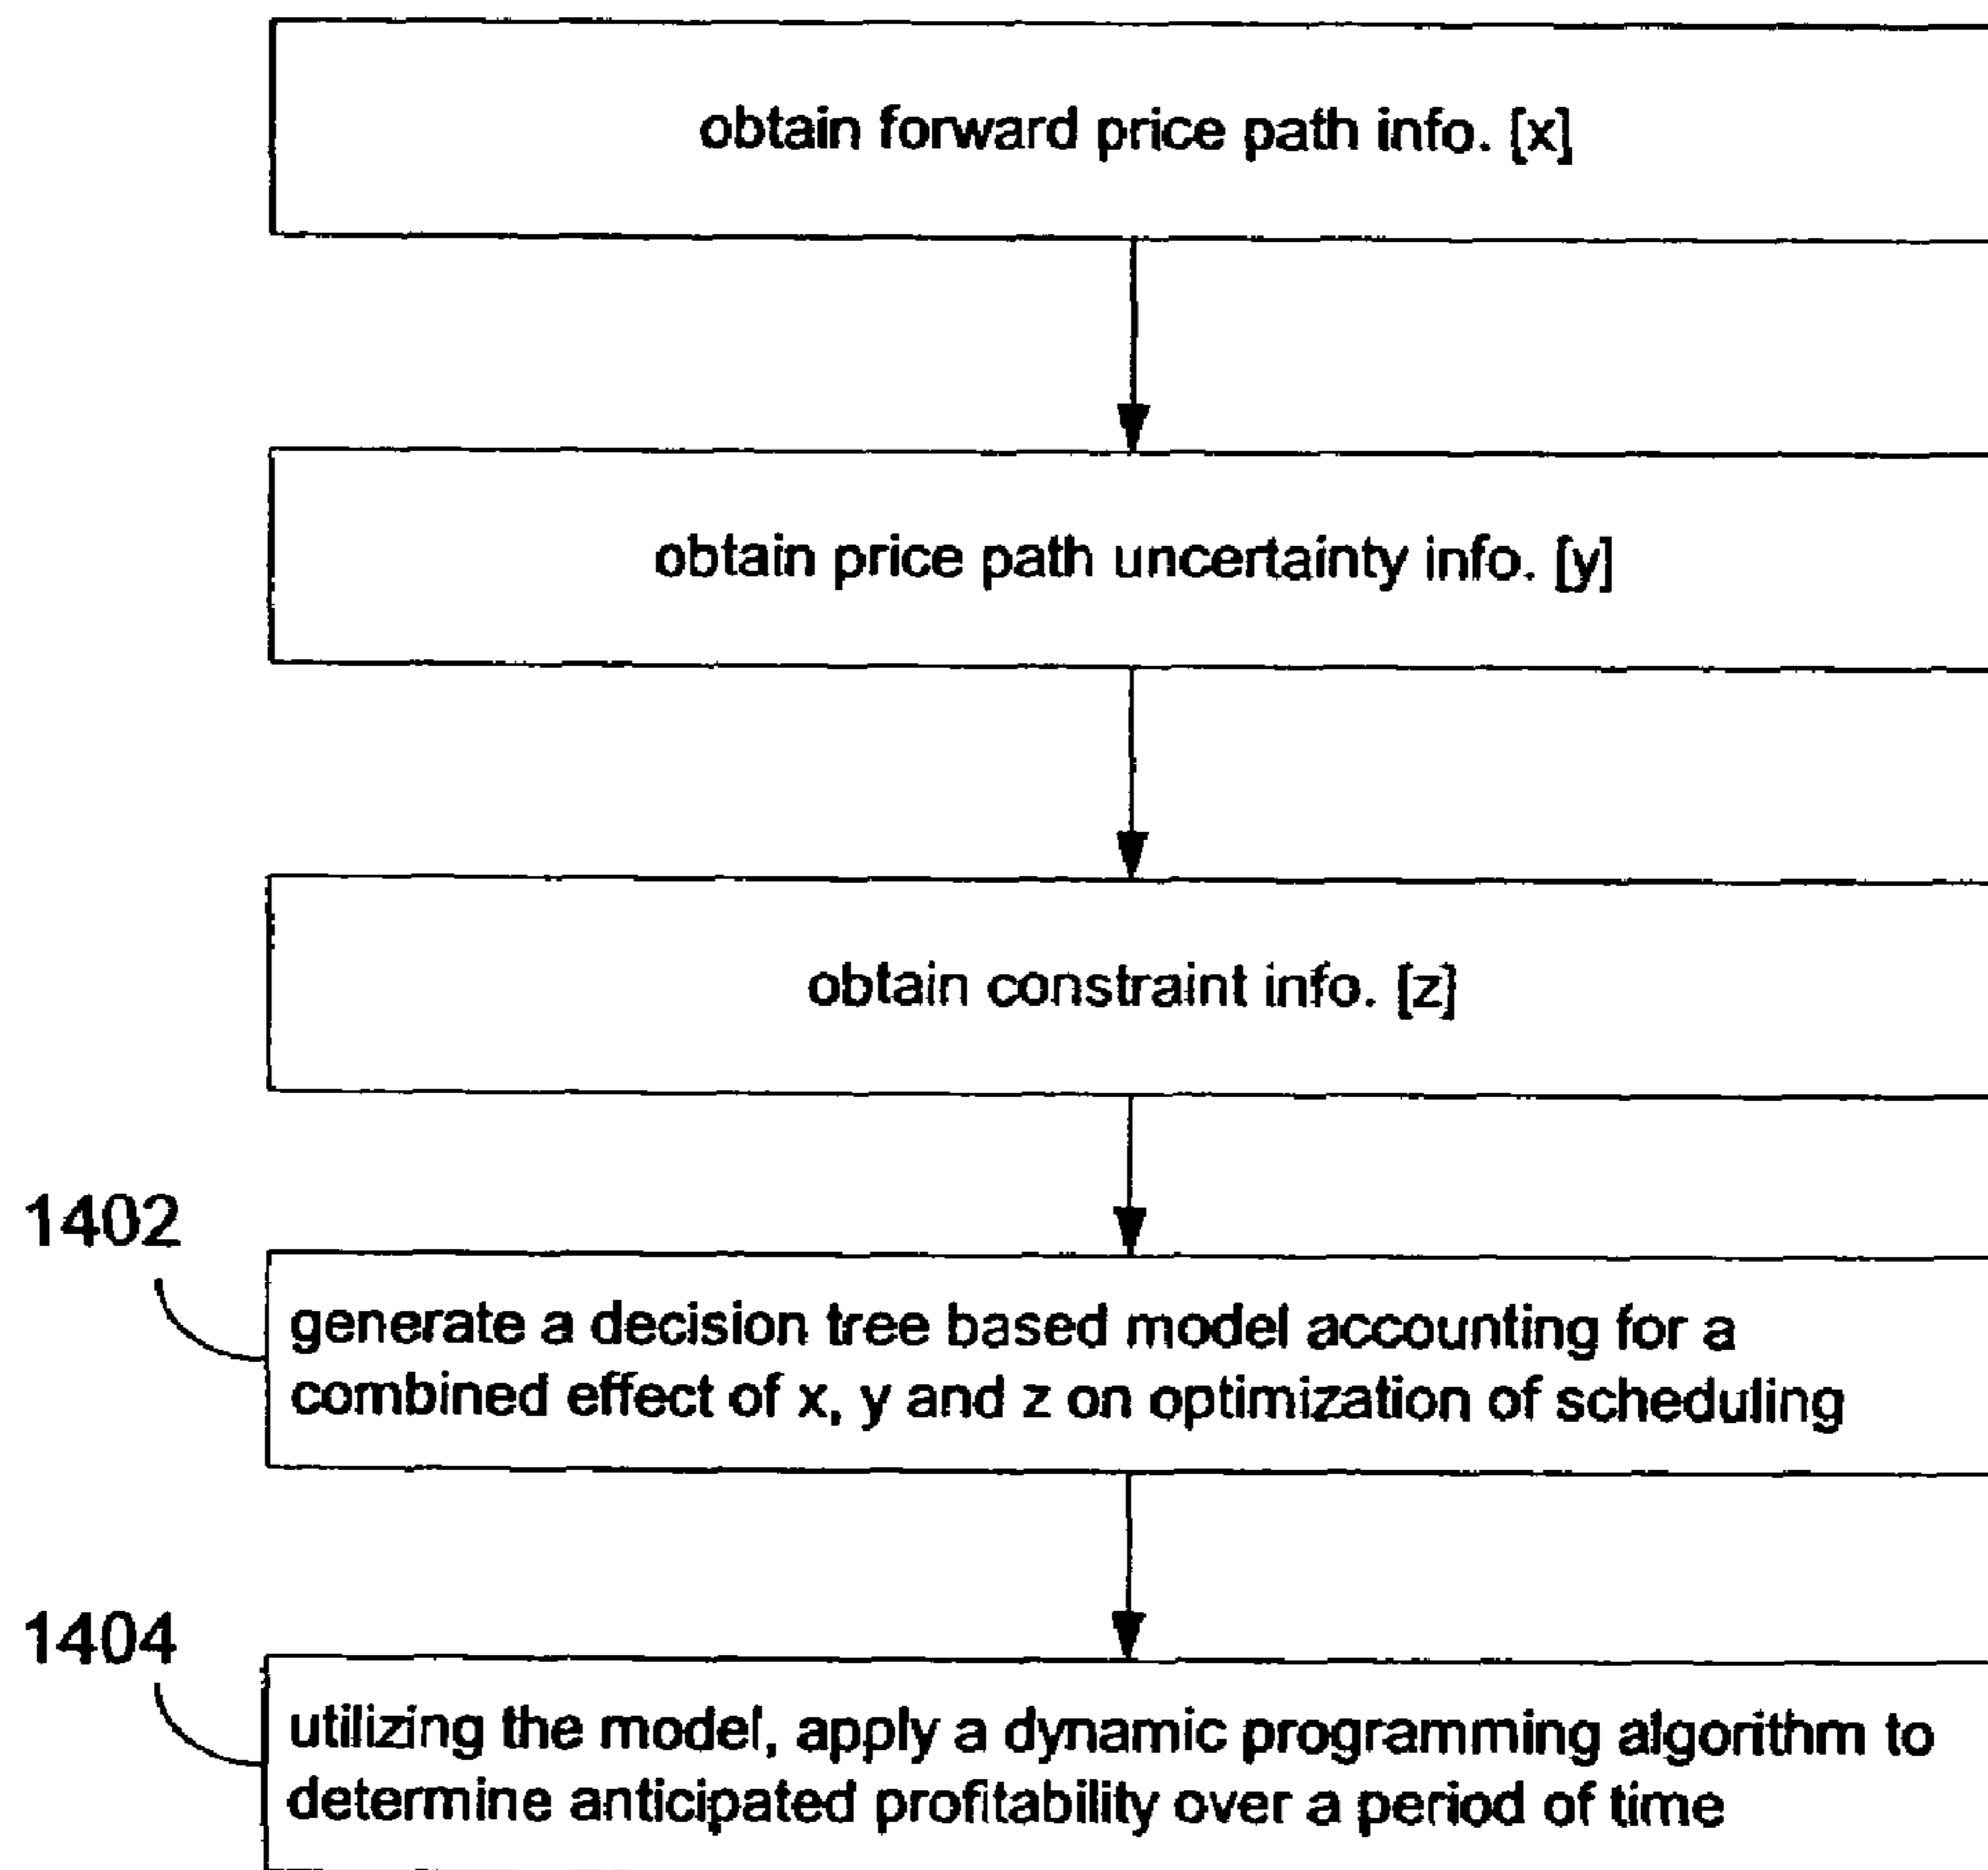 obtain forward price path info. [x]
obtain price path uncertainty info. [y]
obtain constraint info. [z]
1402
generate a decision tree based model accounting for a
combined effect of x, y and z on optimization of scheduling
1404
utilizing the model, apply a dynamic programming algorithm to
determine anticipated profitability over a period of time